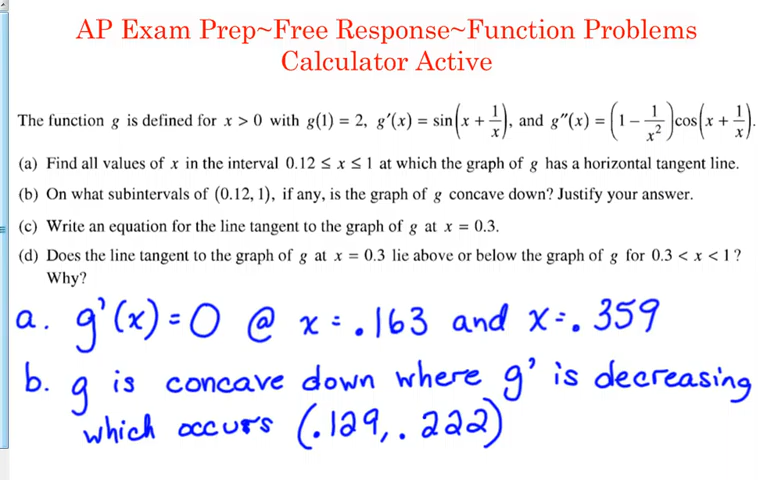 AP Exam Prep~Free Response~Function Problems
Calculator Active
The function g is defined for x > 0 with g(1) = 2, g′(x) = sin(x + 1/x), and g″(x) = (1 − 1/x²)cos(x + 1/x).
(a) Find all values of x in the interval 0.12 ≤ x ≤ 1 at which the graph of g has a horizontal tangent line.
(b) On what subintervals of (0.12, 1), if any, is the graph of g concave down? Justify your answer.
(c) Write an equation for the line tangent to the graph of g at x = 0.3.
(d) Does the line tangent to the graph of g at x = 0.3 lie above or below the graph of g for 0.3 < x < 1?
Why?
a. g'(x) = 0 @ x = .163 and x = .359
b. g is concave down where g' is decreasing
which occurs (.129, .222)